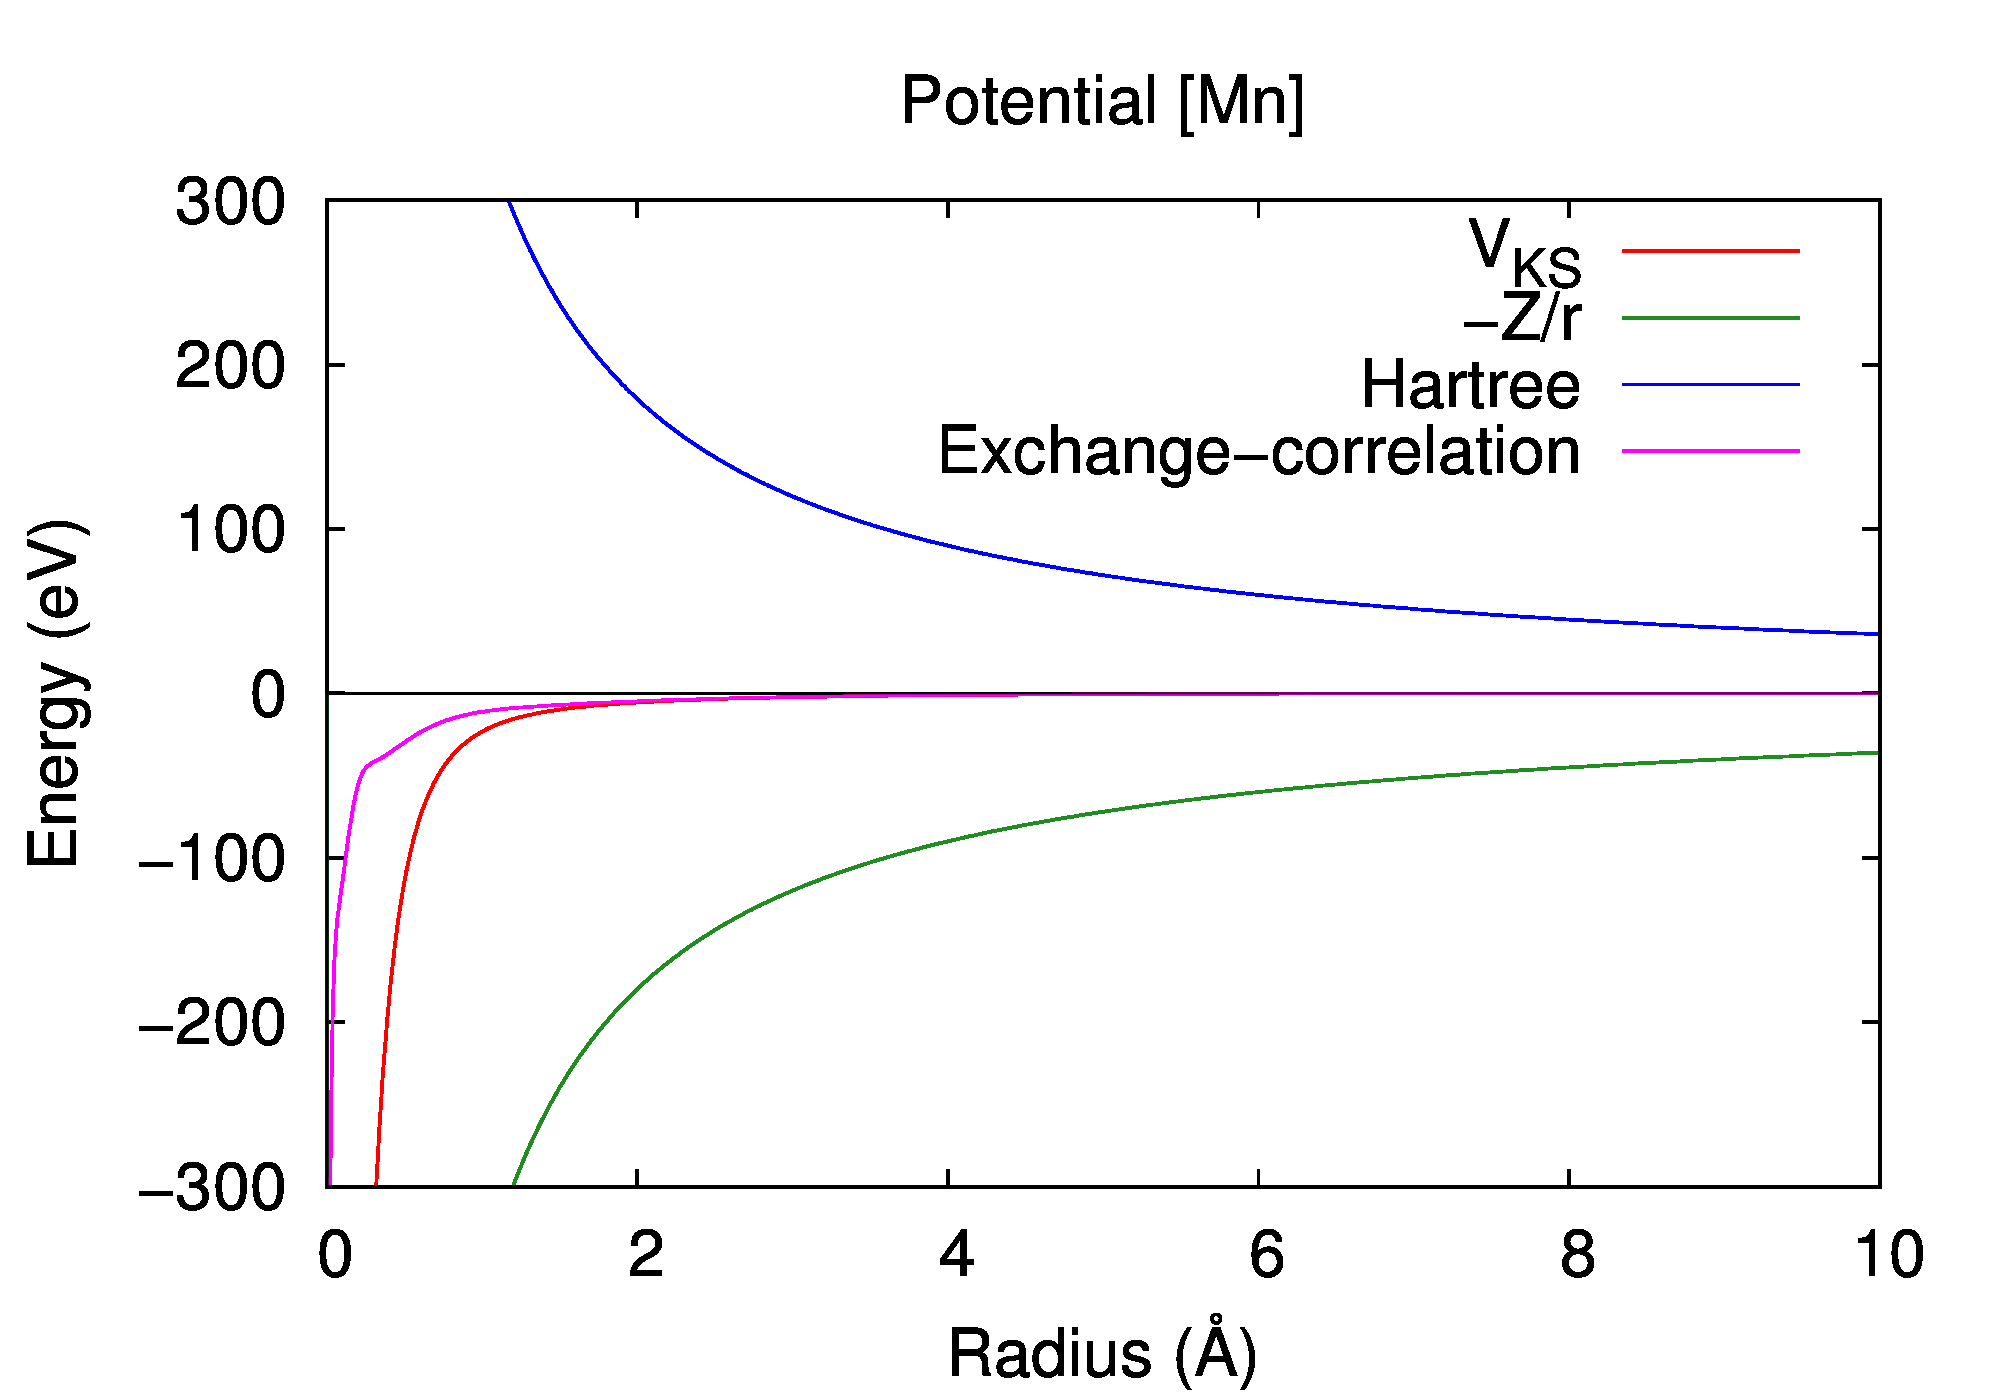 Potential [Mn]
300
200
100
0
−100
−200
−300
Energy (eV)
V_KS
−Z/r
Hartree
Exchange−correlation
0 2 4 6 8 10
Radius (Å)